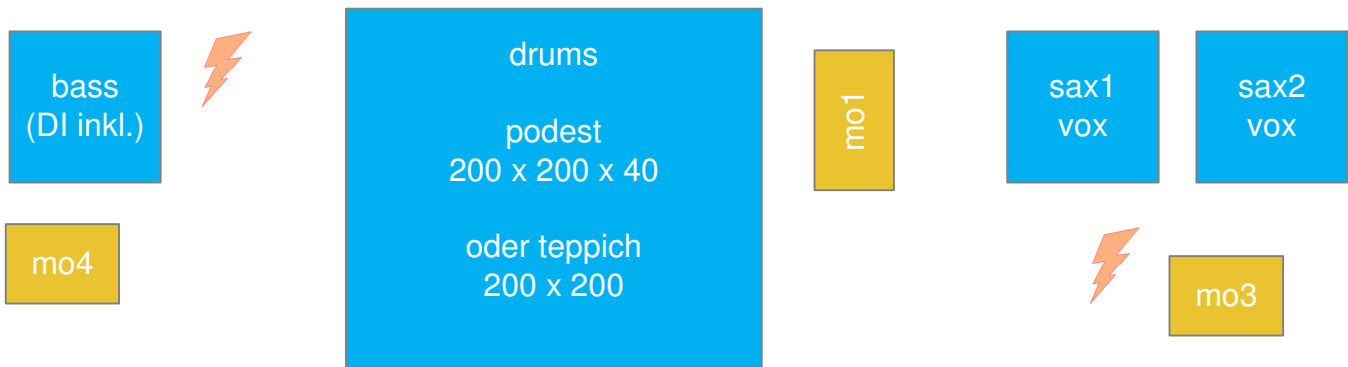 bass
(DI inkl.)
mo4
drums
podest
200 x 200 x 40
oder teppich
200 x 200
mo1
sax1
vox
sax2
vox
mo3